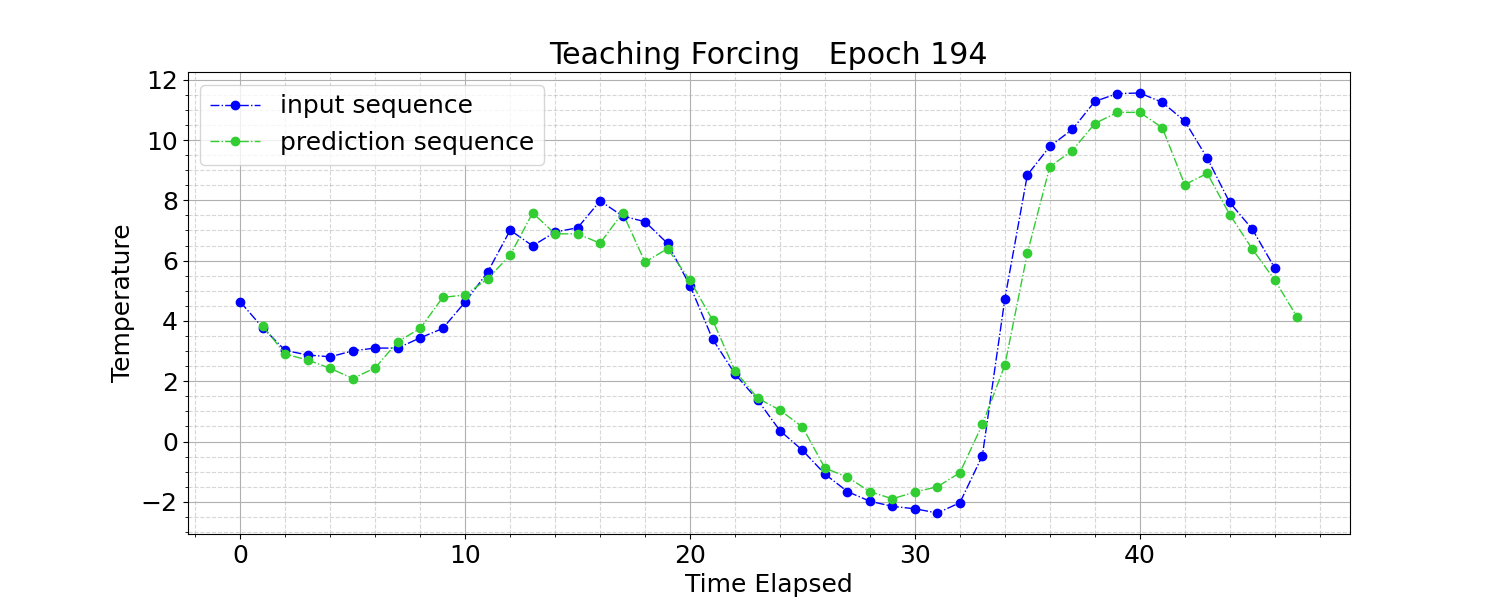 Teaching Forcing   Epoch 194
12
10
8
6
4
2
0
−2
input sequence
prediction sequence
Temperature
0 10 20 30 40
Time Elapsed